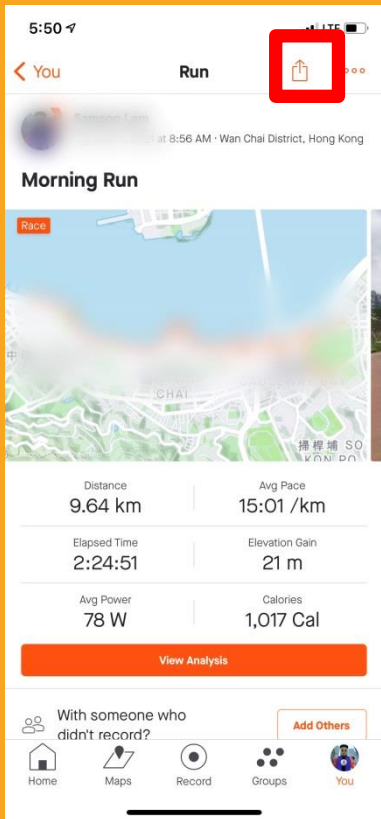 5:50
LTE
You
Run
at 8:56 AM · Wan Chai District, Hong Kong
Morning Run
Race
中
CHAI
掃桿埔 SO
KON PO
Distance
9.64 km
Avg Pace
15:01 /km
Elapsed Time
2:24:51
Elevation Gain
21 m
Avg Power
78 W
Calories
1,017 Cal
View Analysis
With someone who
didn't record?
Add Others
Home
Maps
Record
Groups
You